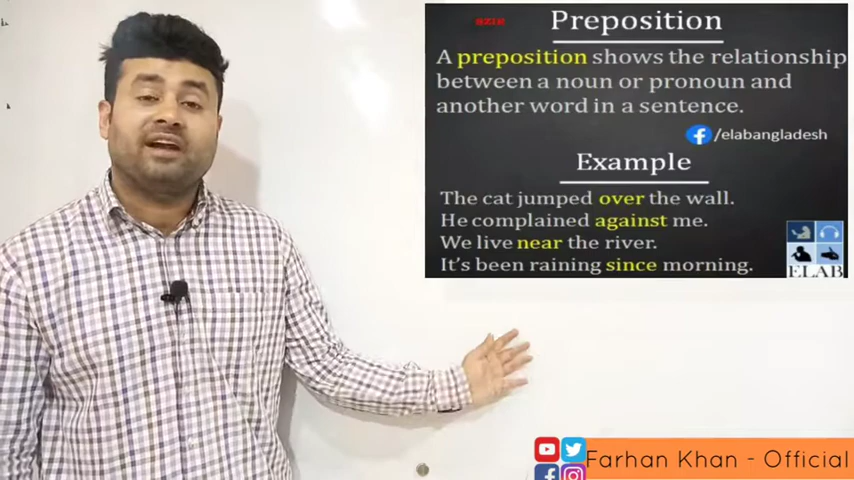 azie
Preposition
A preposition shows the relationship
between a noun or pronoun and
another word in a sentence.
f/elabangladesh
Example
The cat jumped over the wall.
He complained against me.
We live near the river.
It's been raining since morning.
ELAB
Farhan Khan - Official